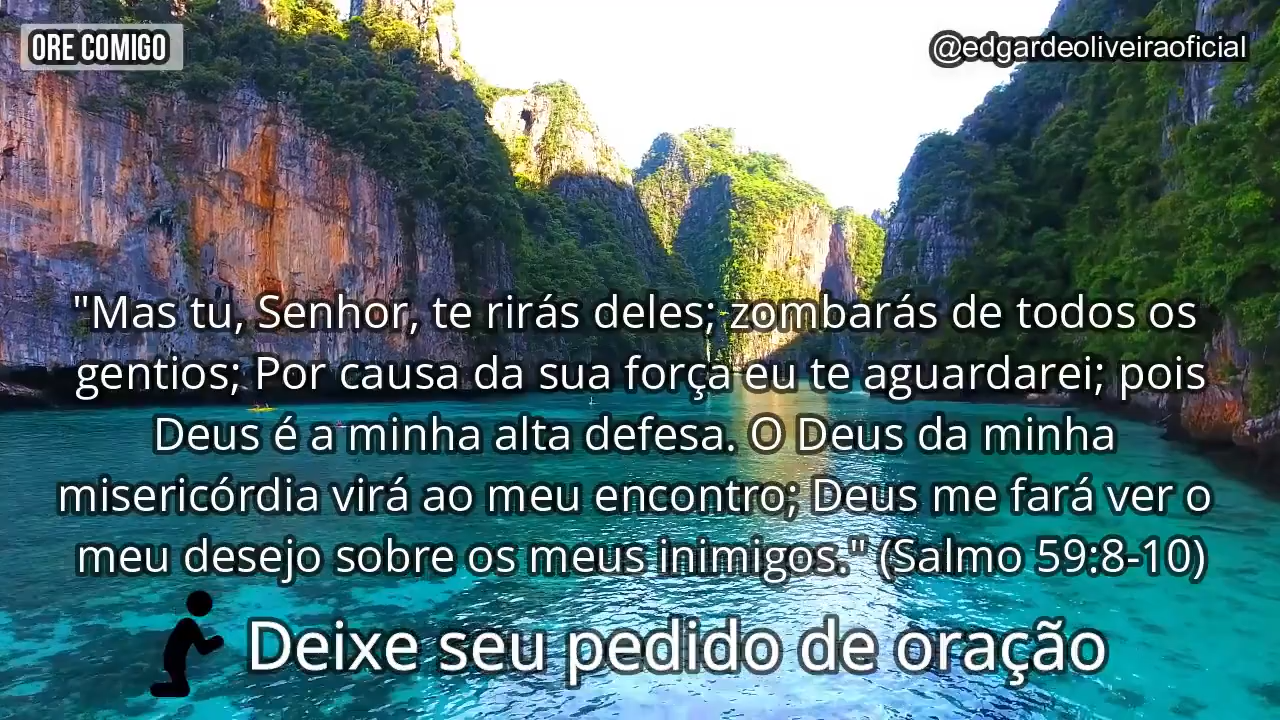 ORE COMIGO
@edgardeoliveiraoficial
"Mas tu, Senhor, te rirás deles; zombarás de todos os
gentios; Por causa da sua força eu te aguardarei; pois
Deus é a minha alta defesa. O Deus da minha
misericórdia virá ao meu encontro; Deus me fará ver o
meu desejo sobre os meus inimigos." (Salmo 59:8-10)
Deixe seu pedido de oração